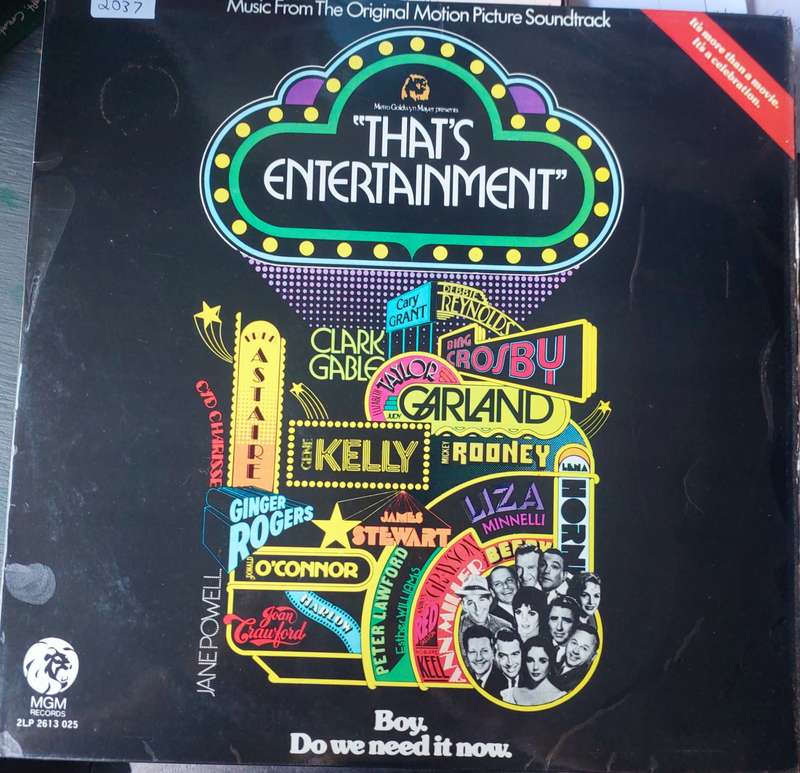 2037
Music From The Original Motion Picture Soundtrack
It's more than a movie.
It's a celebration.
Metro Goldwyn Mayer presents
"THAT'S
ENTERTAINMENT"
Cary
GRANT
DEBBIE
REYNOLDS
CLARK
GABLE
BING
CROSBY
ASTAIRE
ELIZABETH
TAYLOR
JUDY
GARLAND
CYD CHARISSE
GENE
KELLY
MICKEY
ROONEY
LENA
HORNE
GINGER
ROGERS
JAMES
STEWART
LIZA
MINNELLI
BEERY
DONALD
O'CONNOR
GRAYSON
MILLER
HARLOW
PETER LAWFORD
Esther WILLIAMS
Joan
Crawford
KEEL
JANE POWELL
MGM
RECORDS
2LP 2613 025
Boy.
Do we need it now.